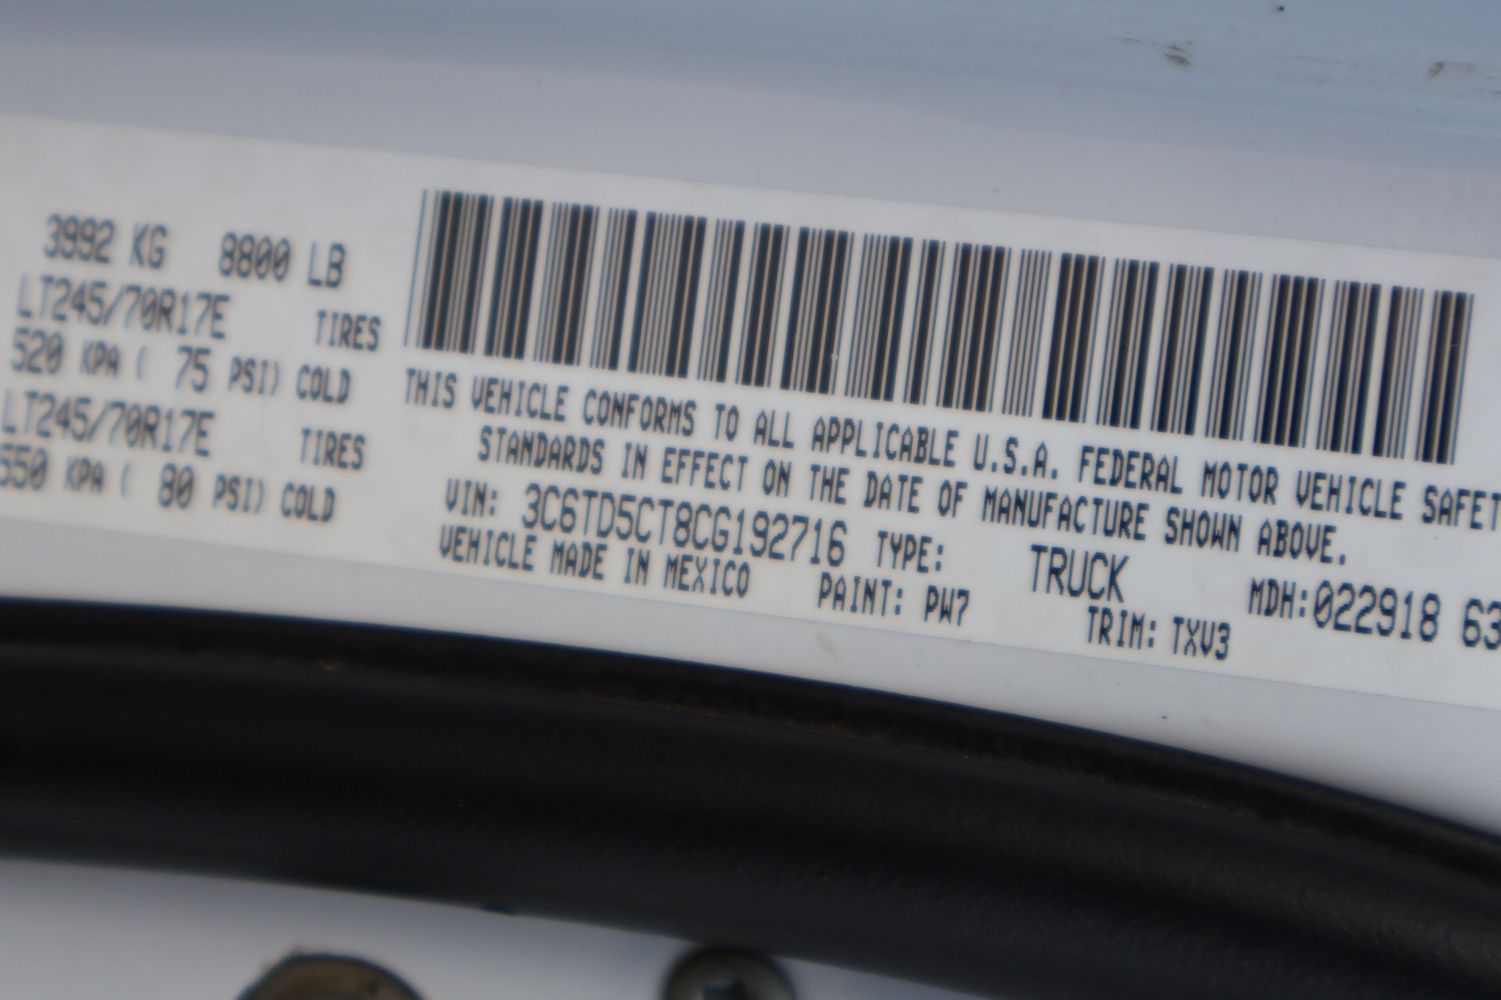 3992 KG 8800 LB
LT245/70R17E TIRES
520 KPA ( 75 PSI) COLD
LT245/70R17E TIRES
550 KPA ( 80 PSI) COLD
THIS VEHICLE CONFORMS TO ALL APPLICABLE U.S.A. FEDERAL MOTOR VEHICLE SAFET
STANDARDS IN EFFECT ON THE DATE OF MANUFACTURE SHOWN ABOVE.
VIN: 3C6TD5CT8CG192716 TYPE: TRUCK MDH:022918 63
VEHICLE MADE IN MEXICO PAINT: PW7 TRIM: TXV3